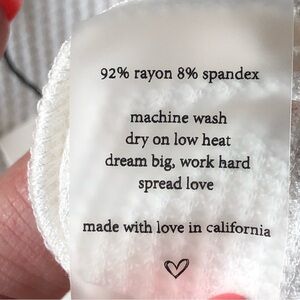 92% rayon 8% spandex
machine wash
dry on low heat
dream big, work hard
spread love
made with love in california